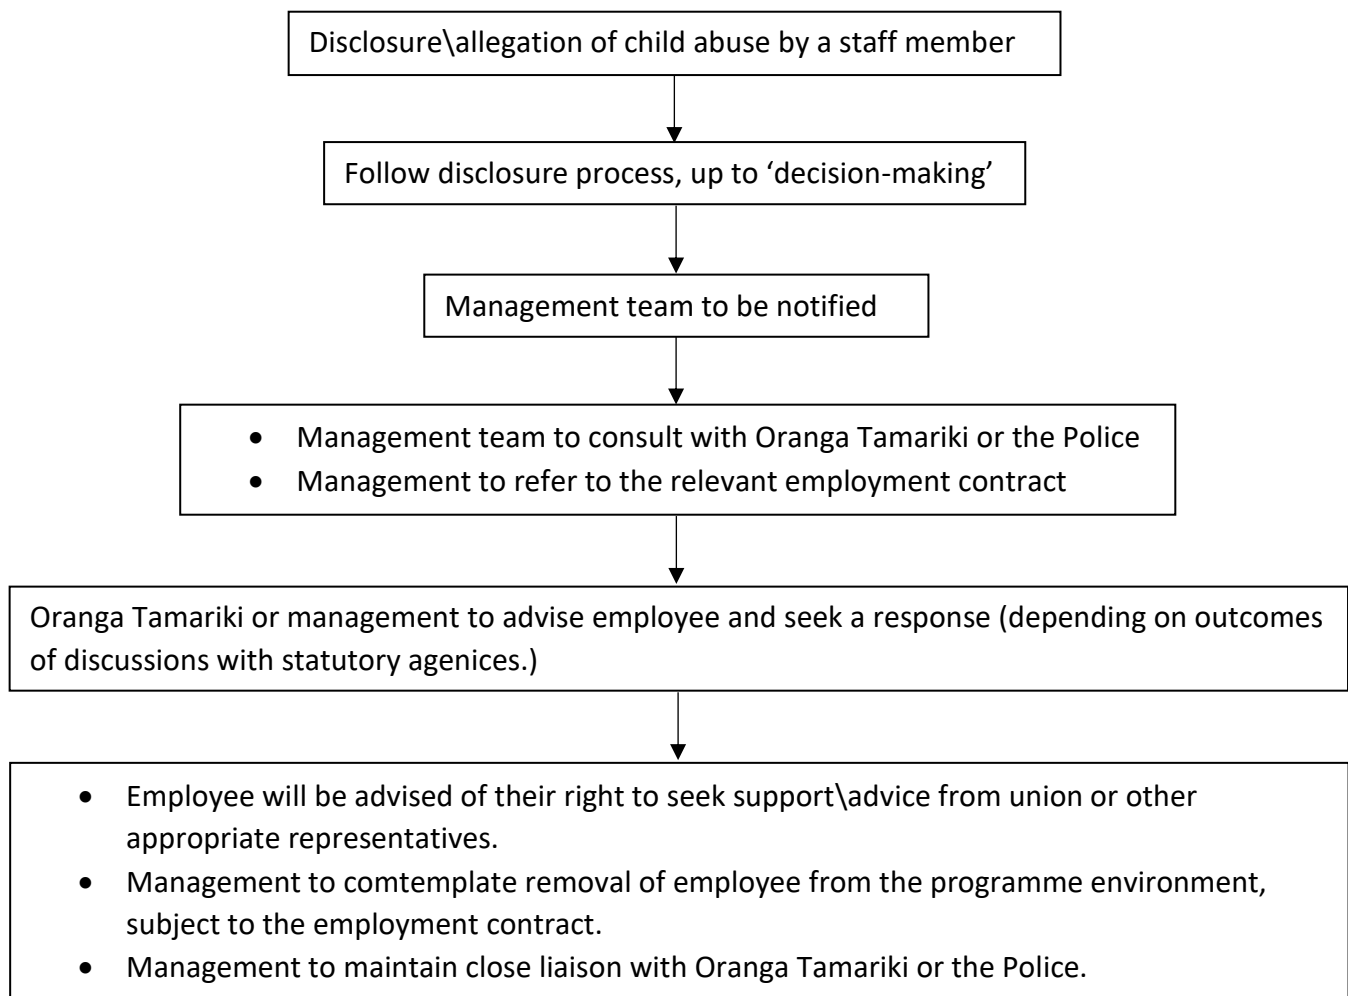 Disclosure\allegation of child abuse by a staff member
Follow disclosure process, up to ‘decision-making’
Management team to be notified
• Management team to consult with Oranga Tamariki or the Police
• Management to refer to the relevant employment contract
Oranga Tamariki or management to advise employee and seek a response (depending on outcomes
of discussions with statutory agenices.)
• Employee will be advised of their right to seek support\advice from union or other
appropriate representatives.
• Management to comtemplate removal of employee from the programme environment,
subject to the employment contract.
• Management to maintain close liaison with Oranga Tamariki or the Police.